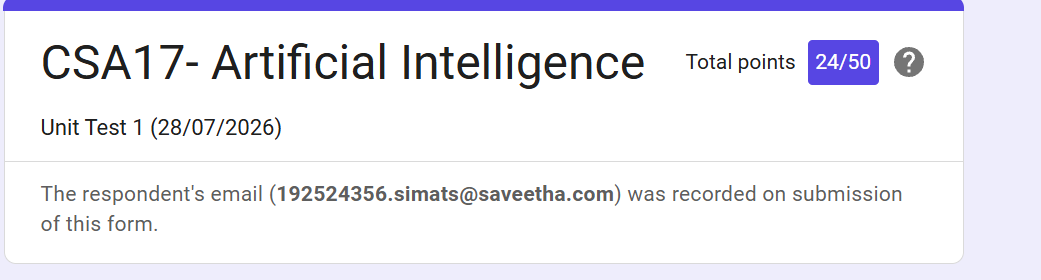 CSA17- Artificial Intelligence
Total points 24/50
Unit Test 1 (28/07/2026)
The respondent's email (192524356.simats@saveetha.com) was recorded on submission
of this form.